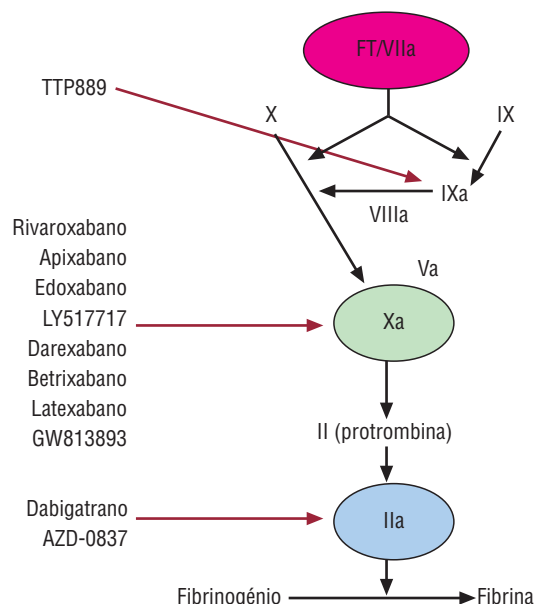 FT/VIIa
TTP889
X
IX
IXa
VIIIa
Rivaroxabano
Apixabano
Edoxabano
LY517717
Darexabano
Betrixabano
Latexabano
GW813893
Va
Xa
II (protrombina)
Dabigatrano
AZD-0837
IIa
Fibrinogénio
Fibrina